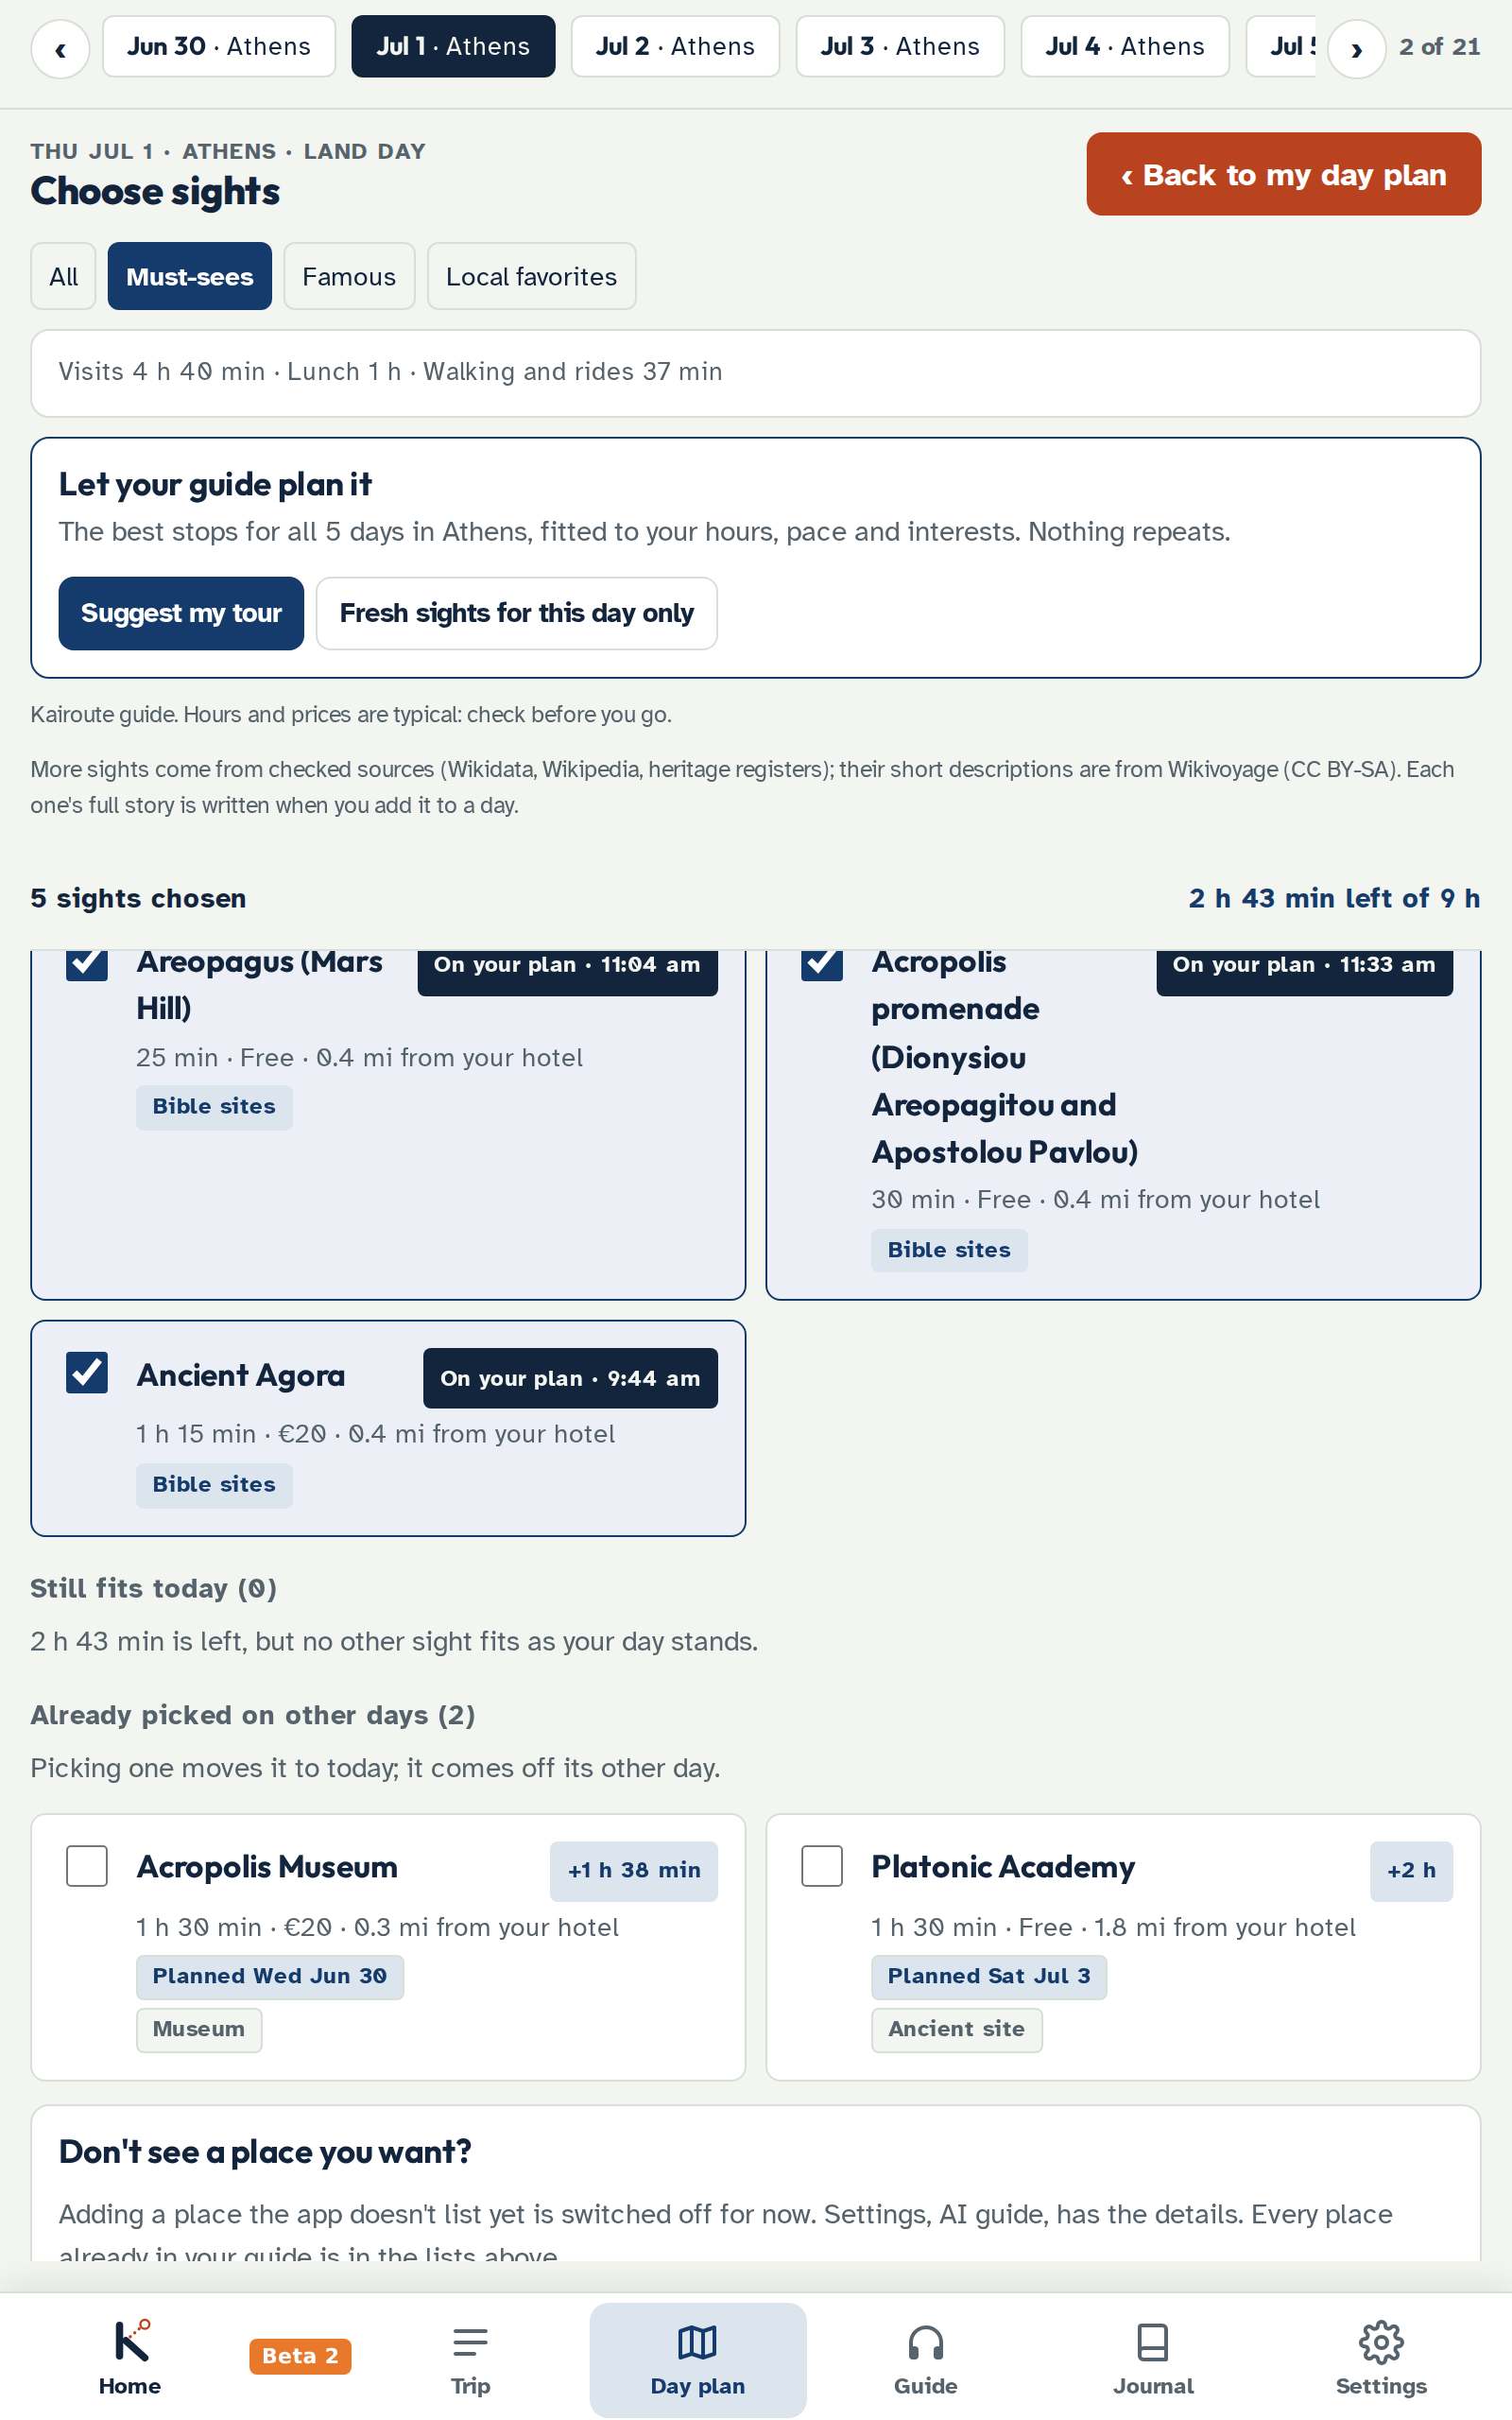 ‹ Jun 30 · Athens Jul 1 · Athens Jul 2 · Athens Jul 3 · Athens Jul 4 · Athens Jul › 2 of 21
THU JUL 1 · ATHENS · LAND DAY
Choose sights
‹ Back to my day plan
All Must-sees Famous Local favorites
Visits 4 h 40 min · Lunch 1 h · Walking and rides 37 min
Let your guide plan it
The best stops for all 5 days in Athens, fitted to your hours, pace and interests. Nothing repeats.
Suggest my tour Fresh sights for this day only
Kairoute guide. Hours and prices are typical: check before you go.
More sights come from checked sources (Wikidata, Wikipedia, heritage registers); their short descriptions are from Wikivoyage (CC BY-SA). Each
one's full story is written when you add it to a day.
5 sights chosen 2 h 43 min left of 9 h
Areopagus (Mars
Hill)
On your plan · 11:04 am
25 min · Free · 0.4 mi from your hotel
Bible sites
Acropolis
promenade
(Dionysiou
Areopagitou and
Apostolou Pavlou)
On your plan · 11:33 am
30 min · Free · 0.4 mi from your hotel
Bible sites
Ancient Agora
On your plan · 9:44 am
1 h 15 min · €20 · 0.4 mi from your hotel
Bible sites
Still fits today (0)
2 h 43 min is left, but no other sight fits as your day stands.
Already picked on other days (2)
Picking one moves it to today; it comes off its other day.
Acropolis Museum
+1 h 38 min
1 h 30 min · €20 · 0.3 mi from your hotel
Planned Wed Jun 30
Museum
Platonic Academy
+2 h
1 h 30 min · Free · 1.8 mi from your hotel
Planned Sat Jul 3
Ancient site
Don't see a place you want?
Adding a place the app doesn't list yet is switched off for now. Settings, AI guide, has the details. Every place
already in your guide is in the lists above
Home Beta 2 Trip Day plan Guide Journal Settings